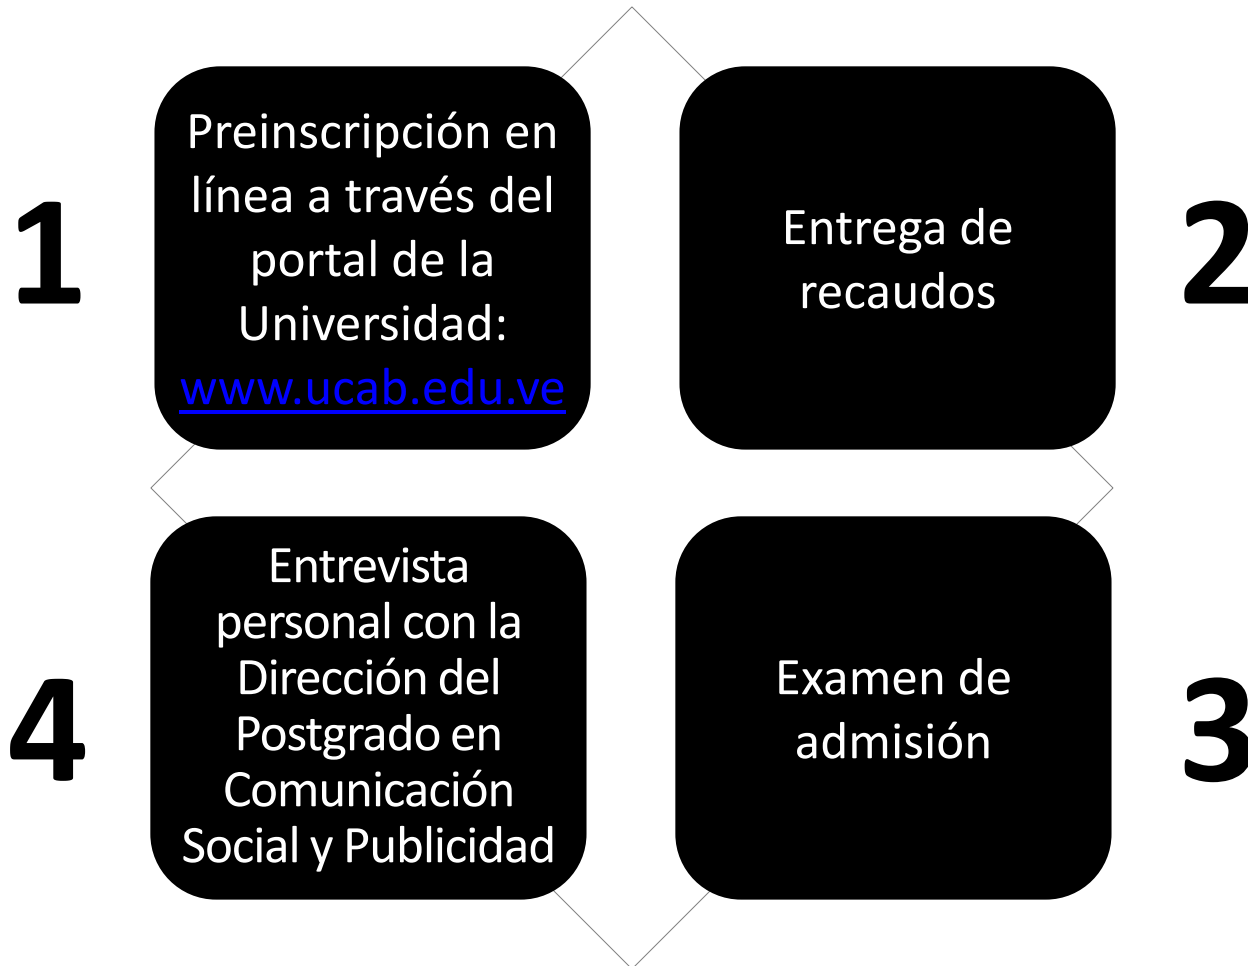 1
Preinscripción en
línea a través del
portal de la
Universidad:
www.ucab.edu.ve
2
Entrega de
recaudos
3
Examen de
admisión
4
Entrevista
personal con la
Dirección del
Postgrado en
Comunicación
Social y Publicidad